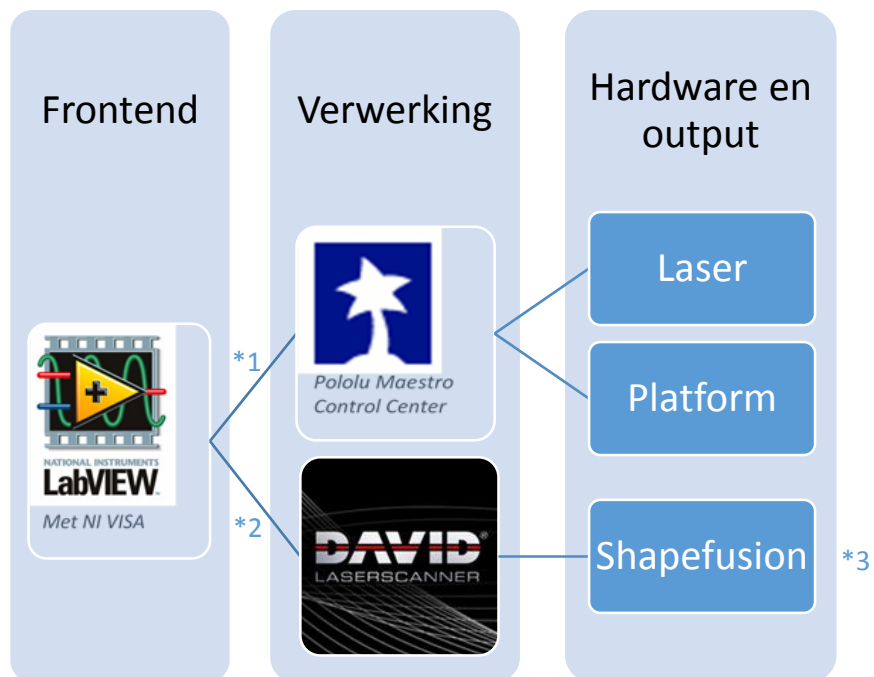 Frontend
NATIONAL INSTRUMENTS
LabVIEW™
Met NI VISA
*1
*2
Verwerking
Pololu Maestro
Control Center
DAVID®
LASERSCANNER
Hardware en
output
Laser
Platform
Shapefusion
*3